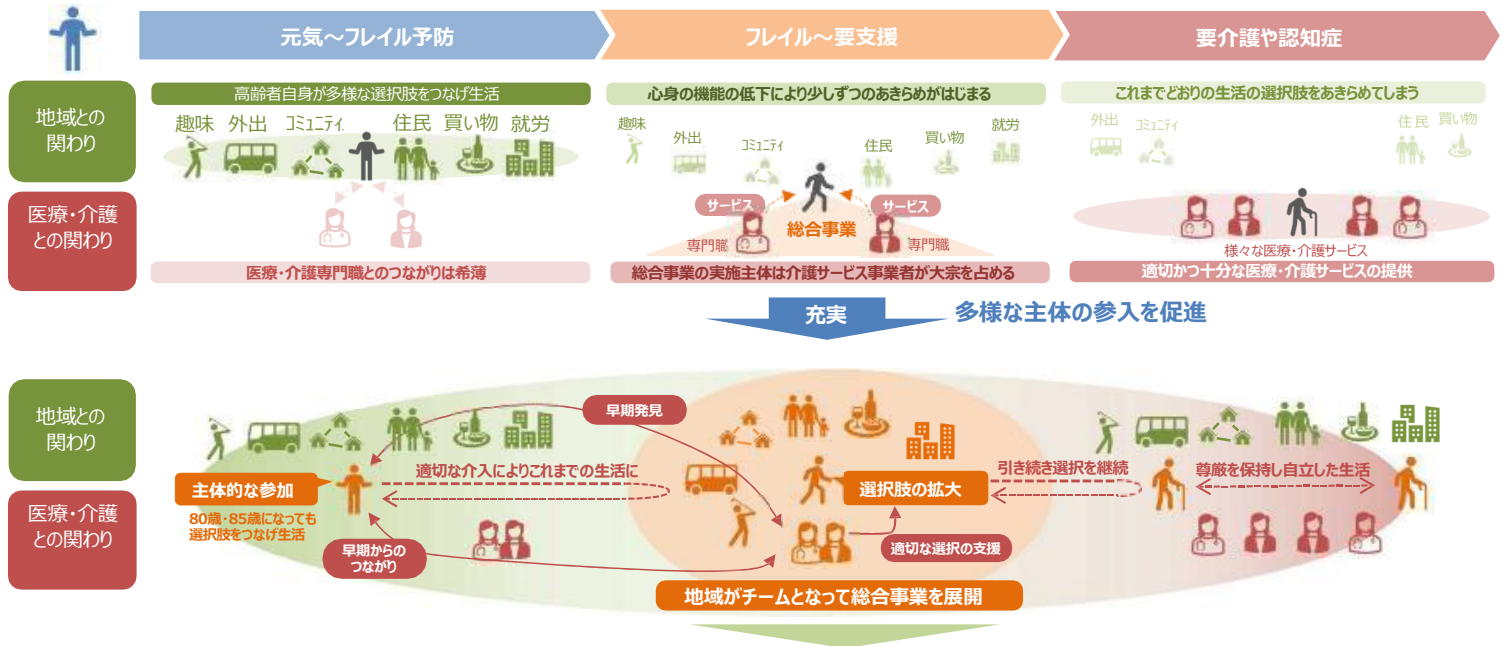 元気～フレイル予防
フレイル～要支援
要介護や認知症
地域との
関わり
高齢者自身が多様な選択肢をつなげ生活
趣味
外出
コミュニティ
住民
買い物
就労
心身の機能の低下により少しずつのあきらめがはじまる
趣味
外出
コミュニティ
住民
買い物
就労
これまでどおりの生活の選択肢をあきらめてしまう
外出
コミュニティ
住民
買い物
医療・介護
との関わり
医療・介護専門職とのつながりは希薄
サービス
サービス
総合事業
専門職
専門職
総合事業の実施主体は介護サービス事業者が大宗を占める
様々な医療・介護サービス
適切かつ十分な医療・介護サービスの提供
充実
多様な主体の参入を促進
地域との
関わり
医療・介護
との関わり
早期発見
適切な介入によりこれまでの生活に
主体的な参加
80歳・85歳になっても
選択肢をつなげ生活
早期からの
つながり
選択肢の拡大
適切な選択の支援
引き続き選択を継続
尊厳を保持し自立した生活
地域がチームとなって総合事業を展開